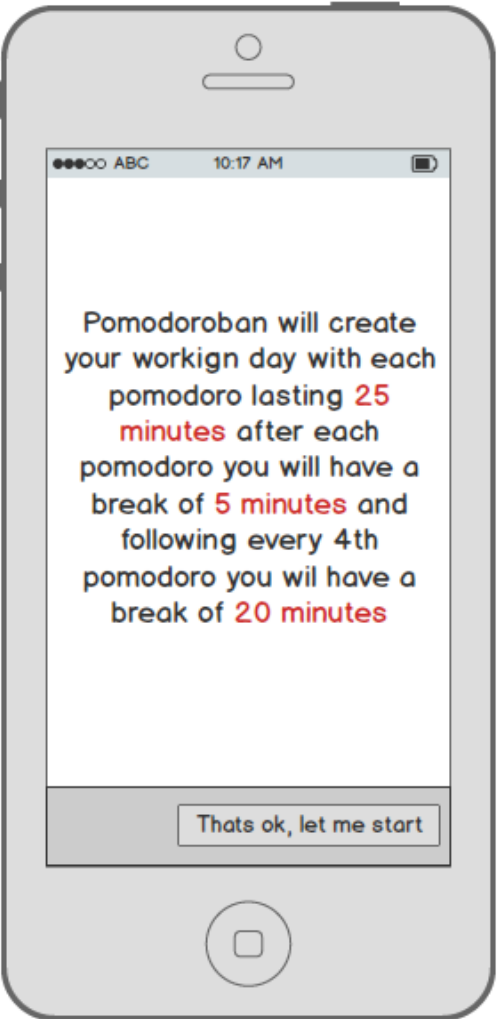 ABC 10:17 AM
Pomodoroban will create
your workign day with each
pomodoro lasting 25
minutes after each
pomodoro you will have a
break of 5 minutes and
following every 4th
pomodoro you wil have a
break of 20 minutes
Thats ok, let me start